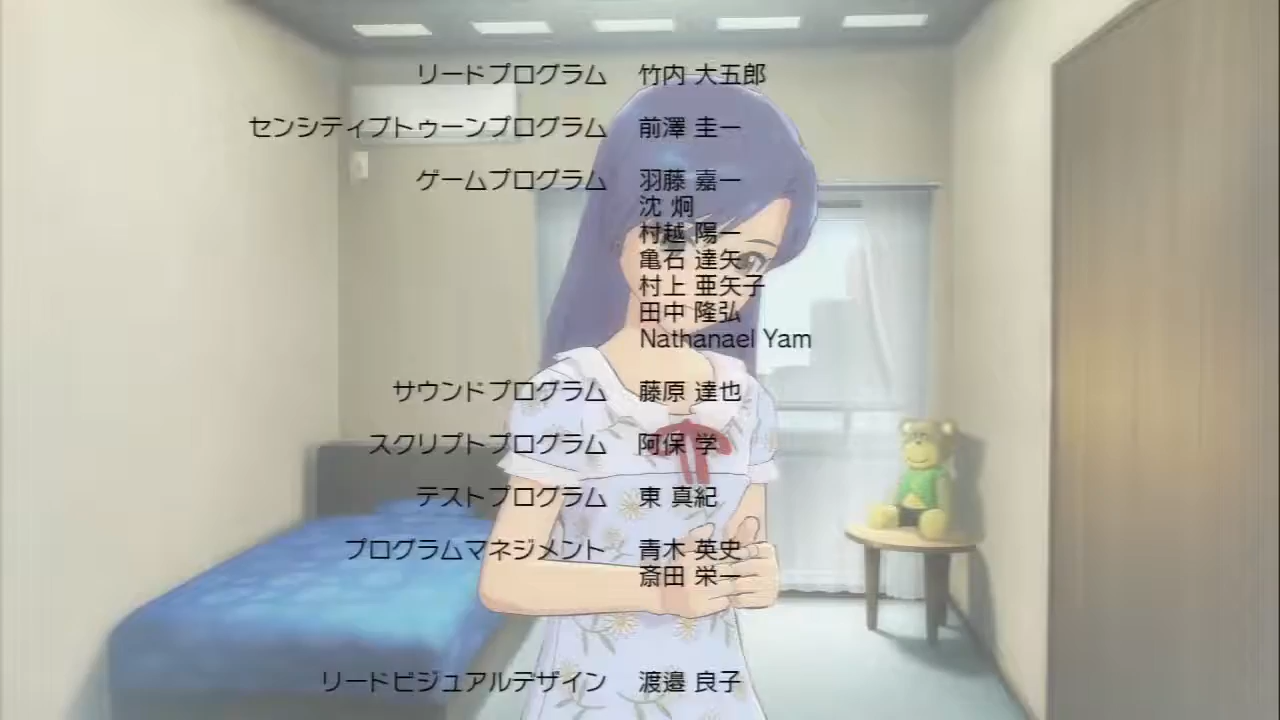 リードプログラム 竹内 大五郎
センシティブトゥーンプログラム 前澤 圭一
ゲームプログラム 羽藤 嘉一
沈 炯
村越 陽一
亀石 達矢
村上 亜矢子
田中 隆弘
Nathanael Yam
サウンドプログラム 藤原 達也
スクリプトプログラム 阿保 学
テストプログラム 東 真紀
プログラムマネジメント 青木 英史
斎田 栄一
リードビジュアルデザイン 渡邉 良子